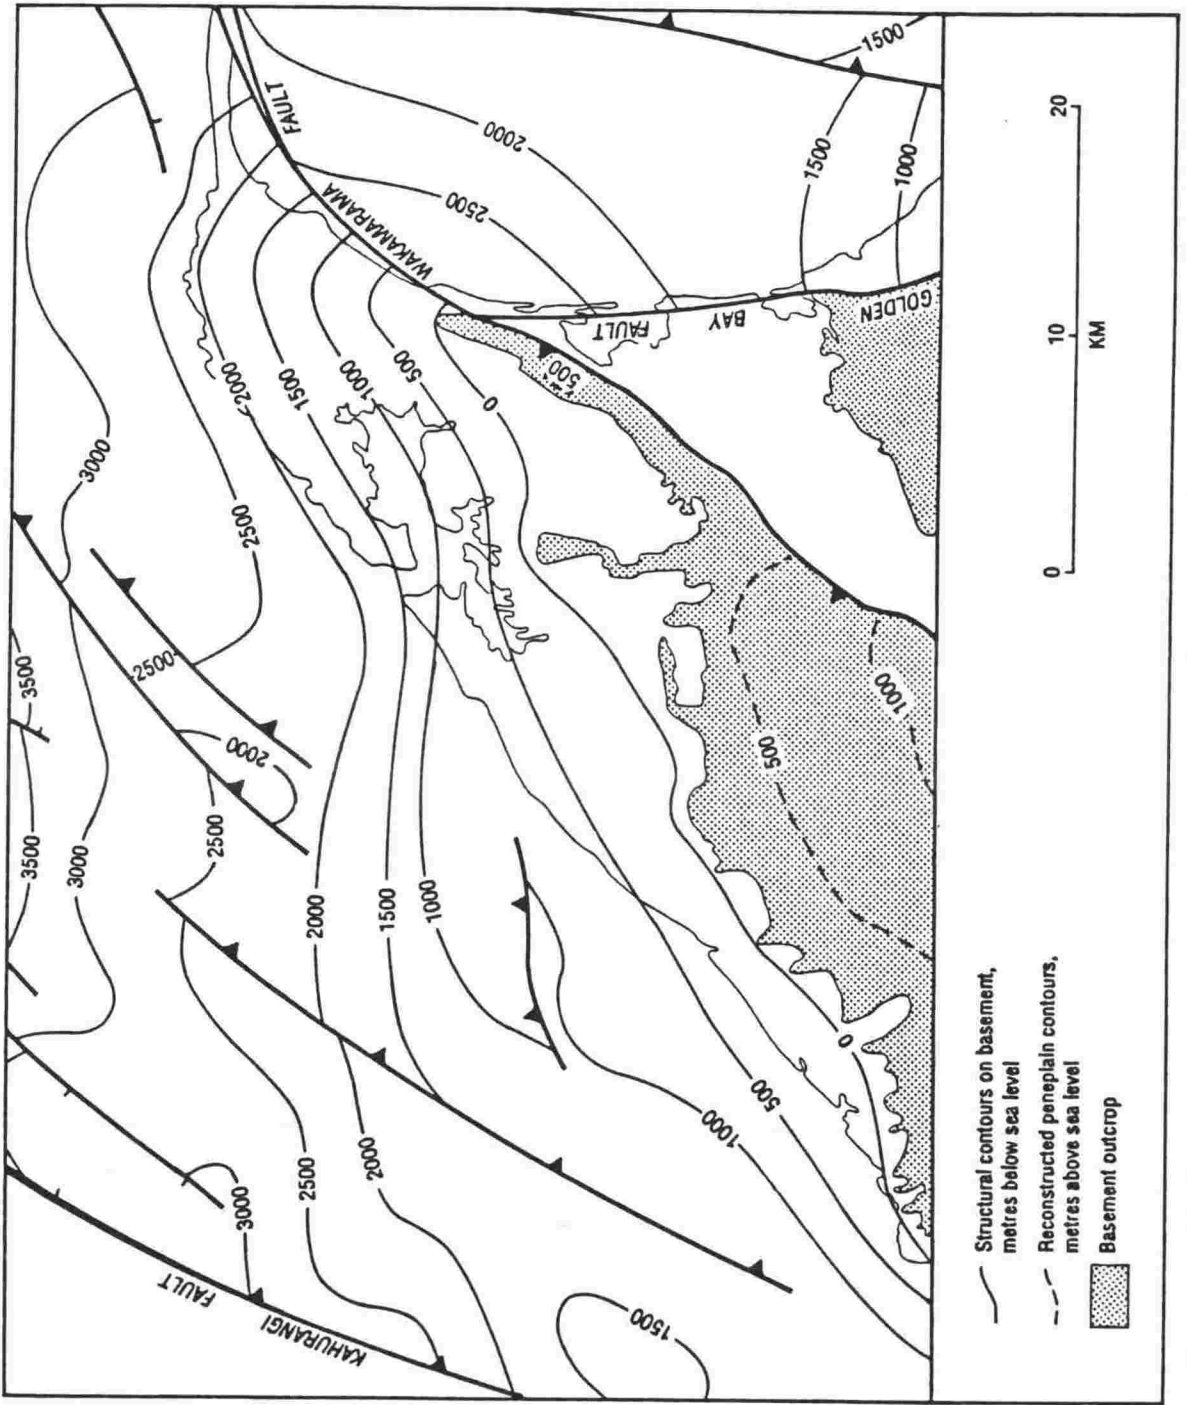 KAHURANGI
FAULT
3000
2500
2000
1500
3500
3000
2500
2000
1500
1000
1000
500
0
3500
2000
2500
3000
2500
2000
1500
1000
500
0
500
500
1000
WAKAMARAMA
FAULT
2000
2500
1500
1500
1000
GOLDEN
BAY
FAULT
Structural contours on basement,
metres below sea level
Reconstructed peneplain contours,
metres above sea level
Basement outcrop
0
10
20
KM